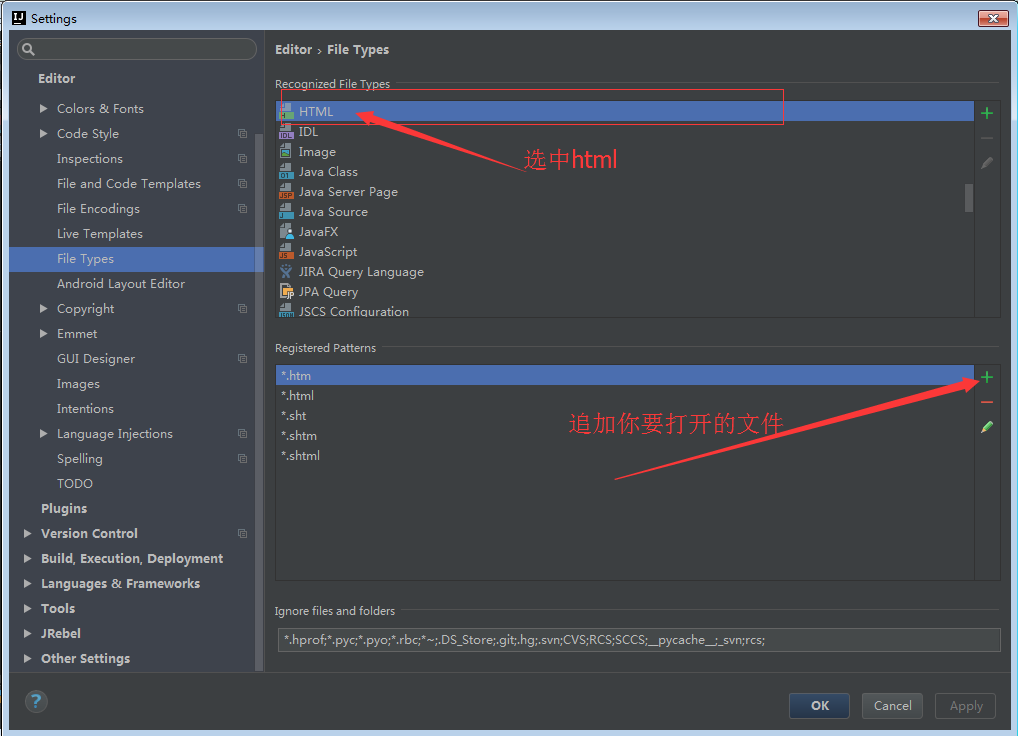 Settings
Editor › File Types
Editor
Colors & Fonts
Code Style
Inspections
File and Code Templates
File Encodings
Live Templates
File Types
Android Layout Editor
Copyright
Emmet
GUI Designer
Images
Intentions
Language Injections
Spelling
TODO
Plugins
Version Control
Build, Execution, Deployment
Languages & Frameworks
Tools
JRebel
Other Settings
Recognized File Types
HTML
IDL
Image
Java Class
Java Server Page
Java Source
JavaFX
JavaScript
JIRA Query Language
JPA Query
JSCS Configuration
选中html
Registered Patterns
*.htm
*.html
*.sht
*.shtm
*.shtml
追加你要打开的文件
Ignore files and folders
*.hprof;*.pyc;*.pyo;*.rbc;*~;.DS_Store;.git;.hg;.svn;CVS;RCS;SCCS;__pycache__;_svn;rcs;
?
OK
Cancel
Apply